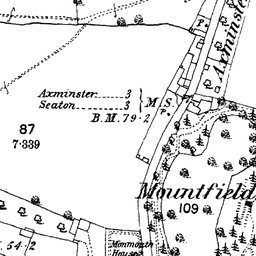 Axminster
Axminster 3
Seaton 3
M.S.
B.M. 79·2
87
7·339
Mountfield
109
Monmouth
House
54·2